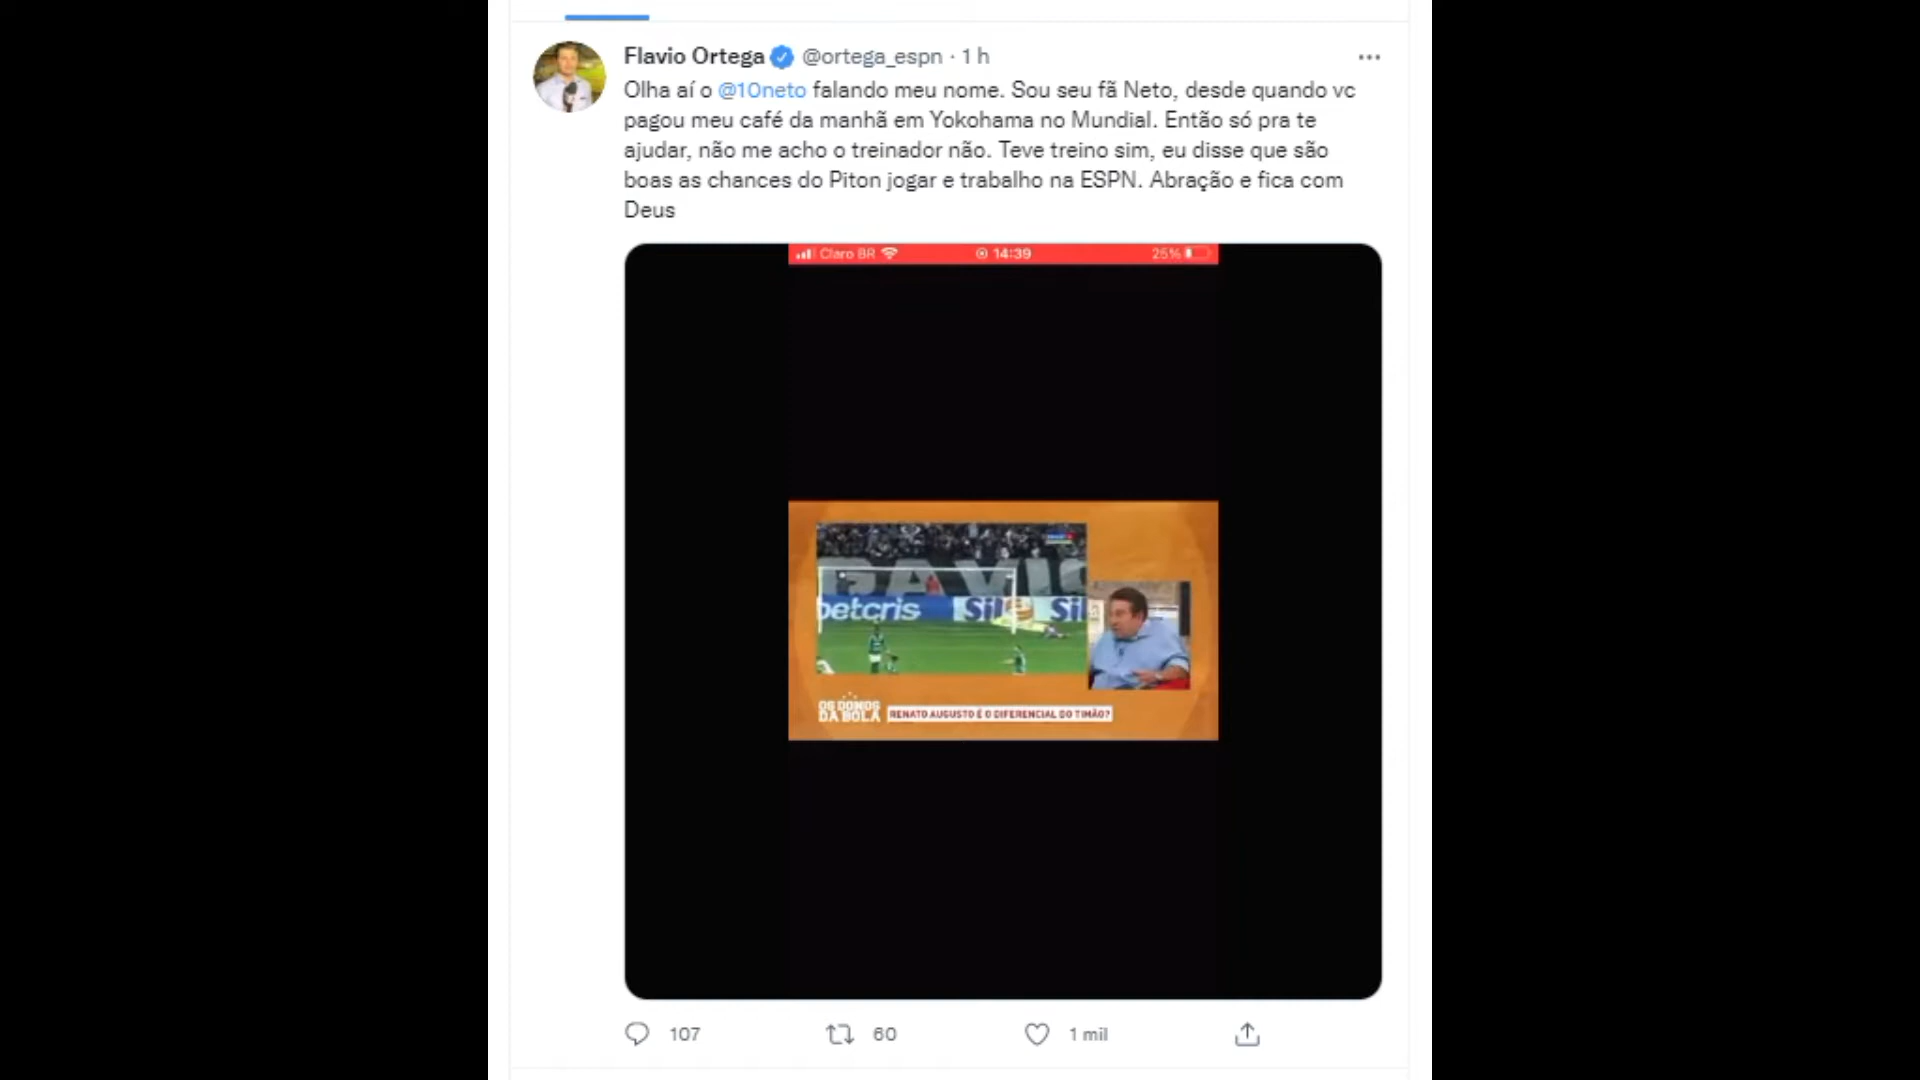 Flavio Ortega @ortega_espn · 1 h
Olha aí o @10neto falando meu nome. Sou seu fã Neto, desde quando vc
pagou meu café da manhã em Yokohama no Mundial. Então só pra te
ajudar, não me acho o treinador não. Teve treino sim, eu disse que são
boas as chances do Piton jogar e trabalho na ESPN. Abração e fica com
Deus
Claro BR 14:39 25%
GAVIO
betcris Sil Sil
OS DONOS
DA BOLA
RENATO AUGUSTO É O DIFERENCIAL DO TIMÃO?
107 60 1 mil